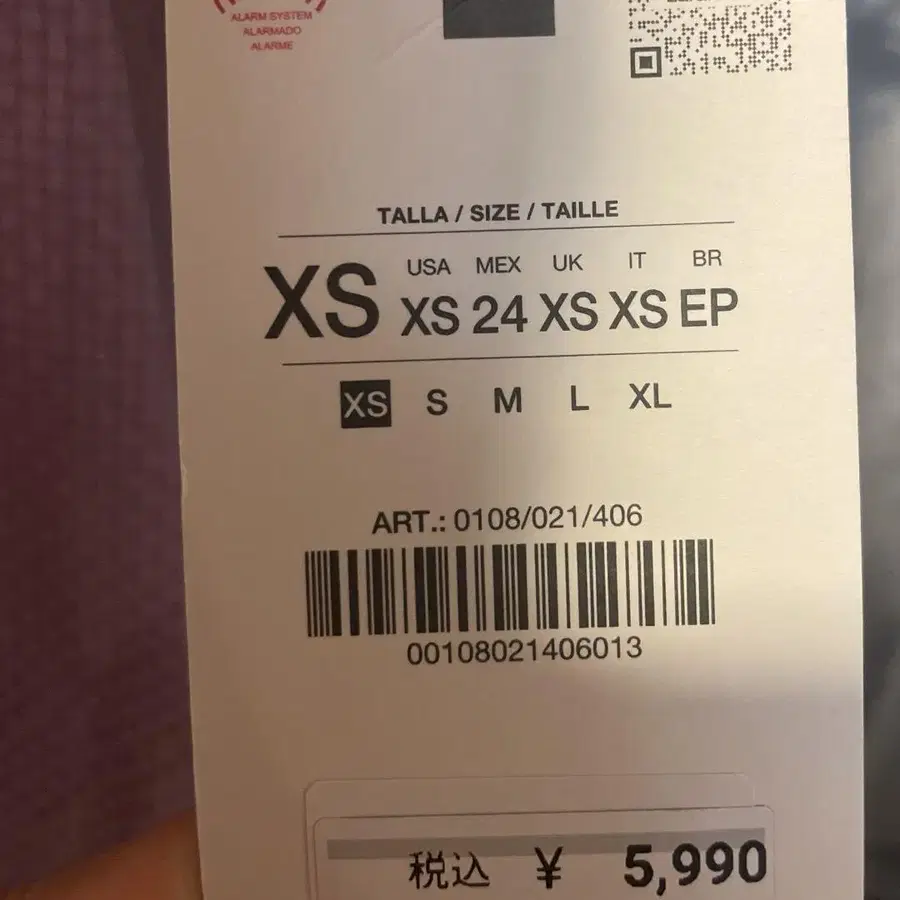 ALARM SYSTEM
ALARMADO
ALARME
TALLA / SIZE / TAILLE
USA MEX UK IT BR
XS XS 24 XS XS EP
XS S M L XL
ART.: 0108/021/406
00108021406013
税込 ¥ 5,990